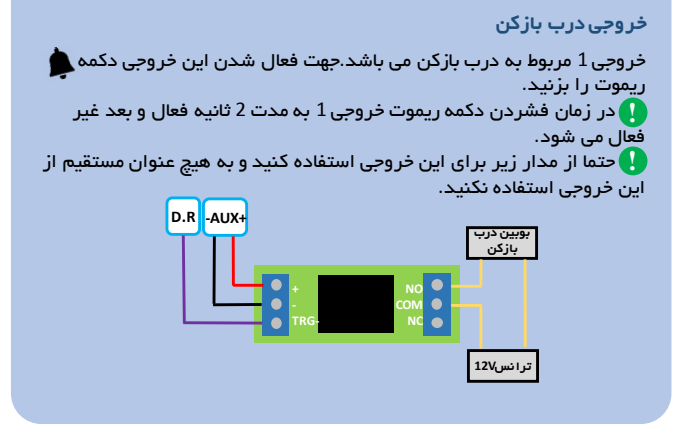 خروجی درب بازکن
خروجی 1 مربوط به درب بازکن می باشد.جهت فعال شدن این خروجی دکمه
ریموت را بزنید.
در زمان فشردن دکمه ریموت خروجی 1 به مدت 2 ثانیه فعال و بعد غیر
فعال می شود.
حتما از مدار زیر برای این خروجی استفاده کنید و به هیچ عنوان مستقیم از
این خروجی استفاده نکنید.
D.R
-AUX+
بوبین درب
بازکن
+
-
TRG-
NO
COM
NC
ترانس12V